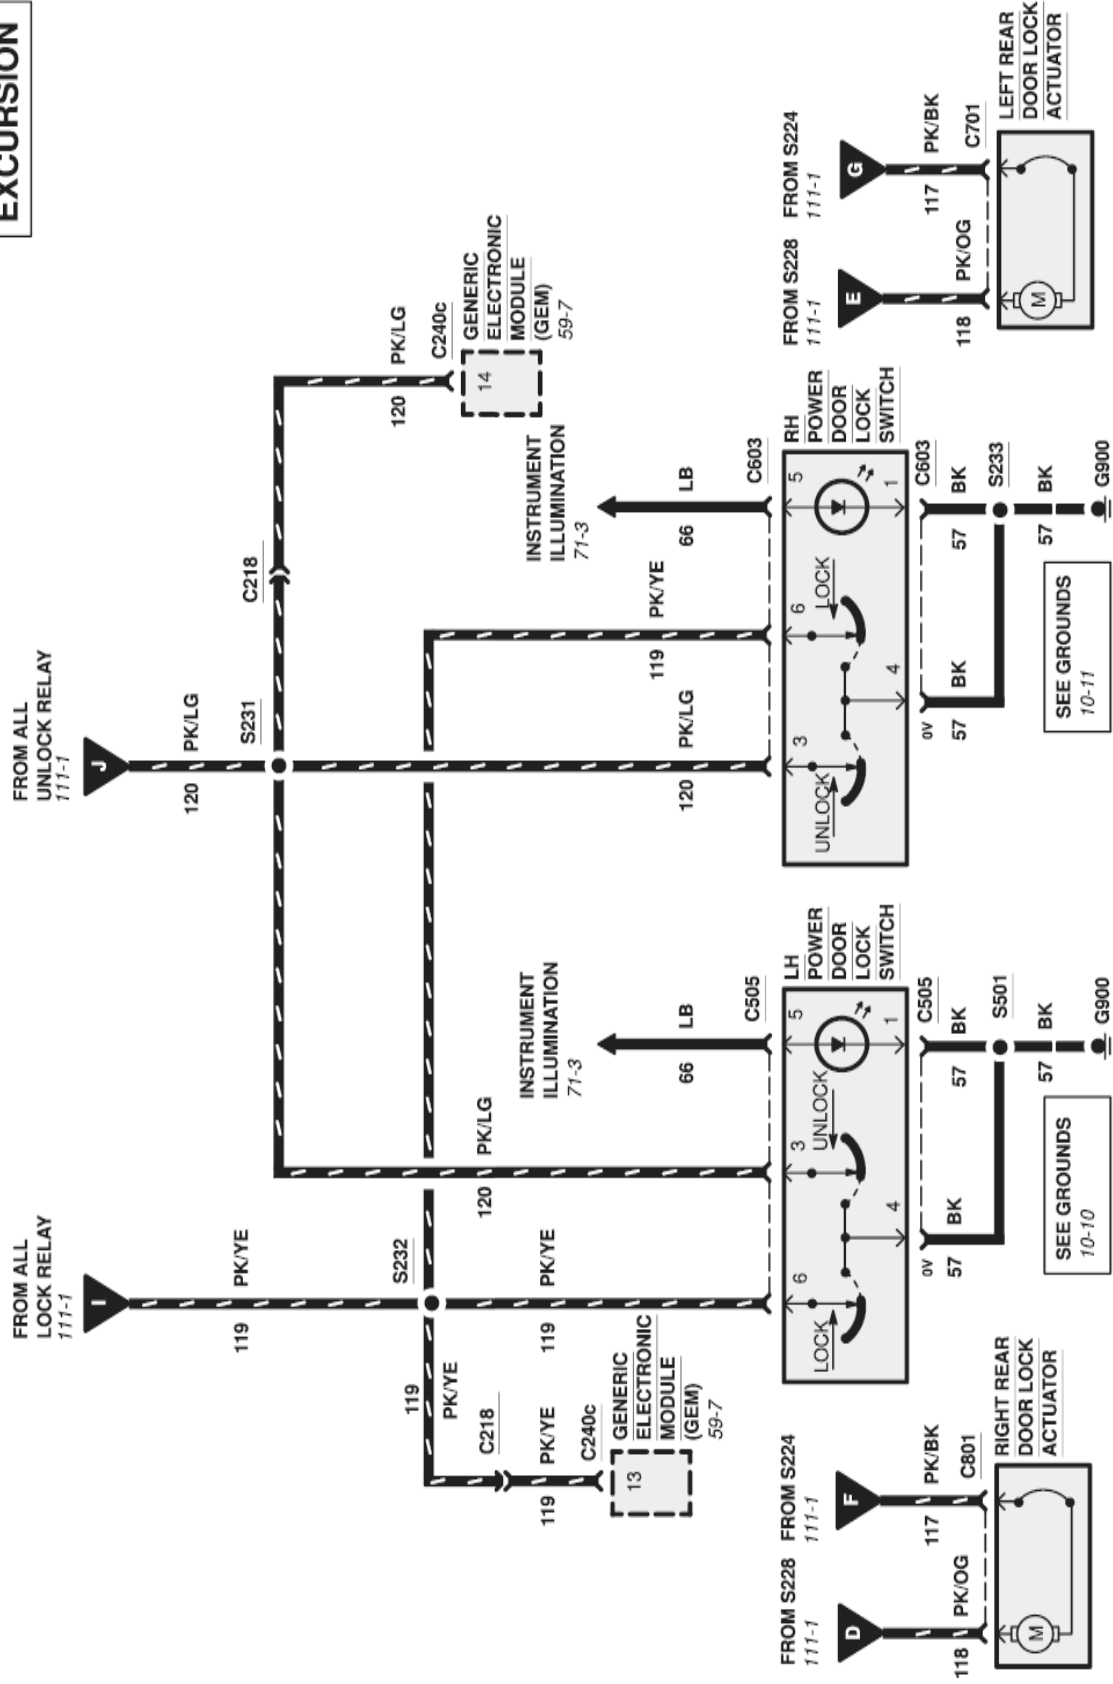 EXCURSION
FROM ALL
LOCK RELAY
111-1
I
119
PK/YE
FROM ALL
UNLOCK RELAY
111-1
J
120
PK/LG
S231
C218
120
PK/LG
C240c
14
GENERIC
ELECTRONIC
MODULE
(GEM)
59-7
S232
119
PK/YE
C218
119
PK/YE
C240c
13
GENERIC
ELECTRONIC
MODULE
(GEM)
59-7
119
PK/YE
120
PK/LG
INSTRUMENT
ILLUMINATION
71-3
66
LB
C505
120
PK/LG
119
PK/YE
INSTRUMENT
ILLUMINATION
71-3
66
LB
C603
FROM S228
111-1
D
118
PK/OG
FROM S224
111-1
F
117
PK/BK
C801
M
RIGHT REAR
DOOR LOCK
ACTUATOR
6
LOCK
3
UNLOCK
5
4
1
LH
POWER
DOOR
LOCK
SWITCH
0V
57
BK
C505
57
BK
S501
57
BK
G900
SEE GROUNDS
10-10
3
UNLOCK
6
LOCK
5
4
1
RH
POWER
DOOR
LOCK
SWITCH
0V
57
BK
C603
57
BK
S233
57
BK
G900
SEE GROUNDS
10-11
FROM S228
111-1
E
118
PK/OG
FROM S224
111-1
G
117
PK/BK
C701
M
LEFT REAR
DOOR LOCK
ACTUATOR